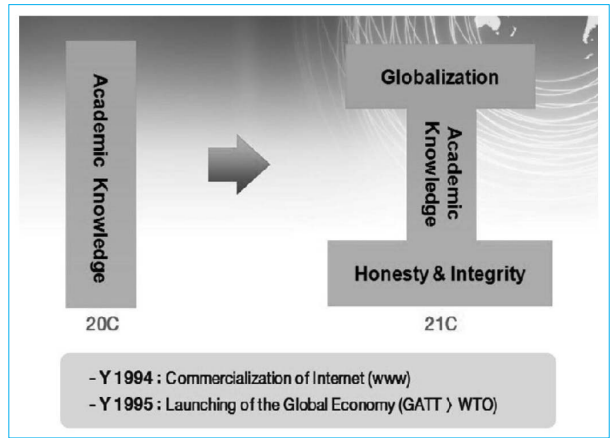 Academic Knowledge
20C
Globalization
Academic
Knowledge
Honesty & Integrity
21C
- Y 1994 : Commercialization of Internet (www)
- Y 1995 : Launching of the Global Economy (GATT 〉 WTO)